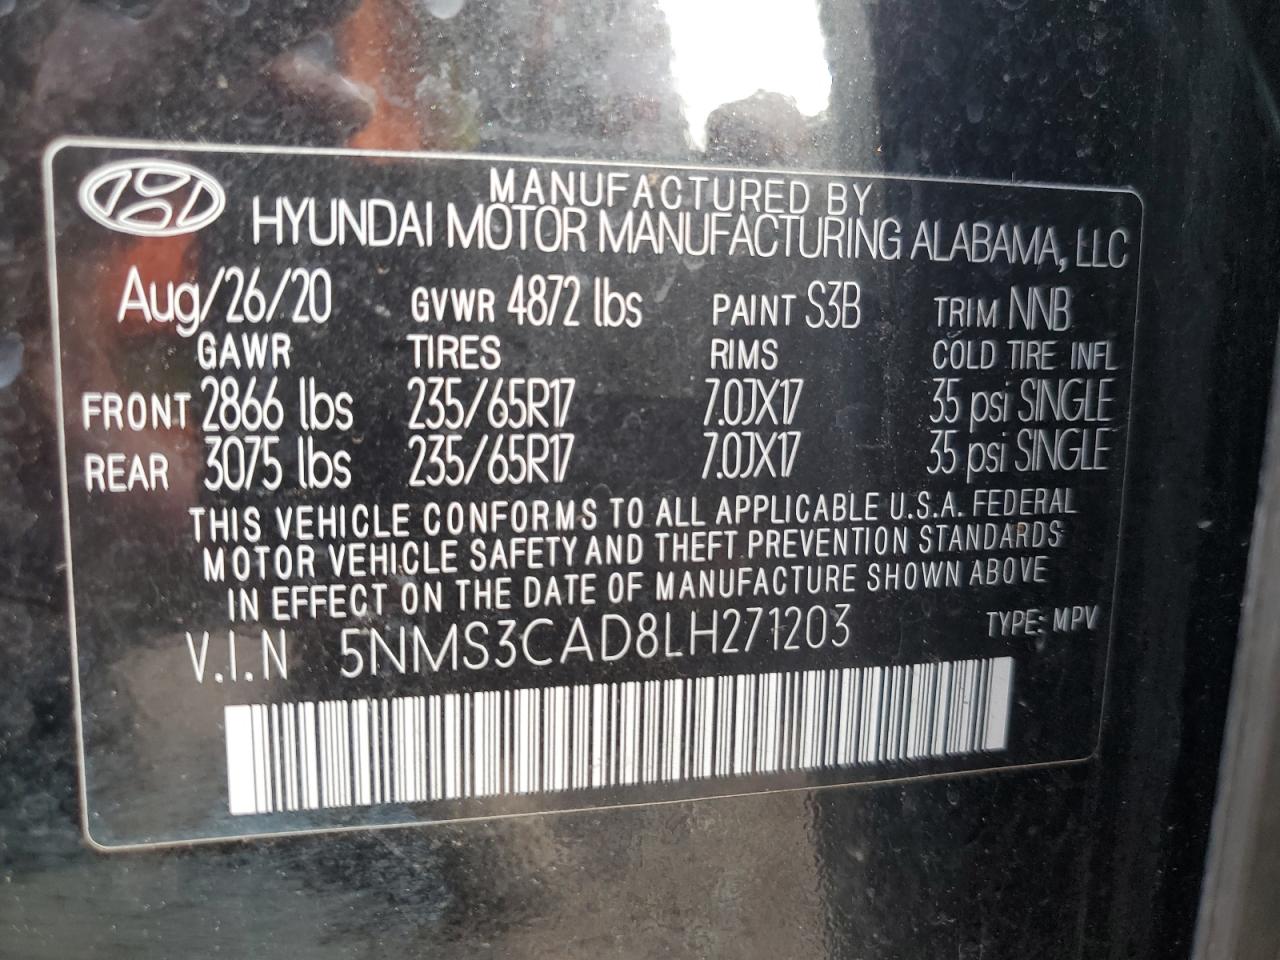 MANUFACTURED BY
HYUNDAI MOTOR MANUFACTURING ALABAMA, LLC
Aug/26/20 GVWR 4872 lbs PAINT S3B TRIM NNB
GAWR TIRES RIMS COLD TIRE INFL
FRONT 2866 lbs 235/65R17 7.0JX17 35 psi SINGLE
REAR 3075 lbs 235/65R17 7.0JX17 35 psi SINGLE
THIS VEHICLE CONFORMS TO ALL APPLICABLE U.S.A. FEDERAL
MOTOR VEHICLE SAFETY AND THEFT PREVENTION STANDARDS
IN EFFECT ON THE DATE OF MANUFACTURE SHOWN ABOVE
V.I.N 5NMS3CAD8LH271203 TYPE: MPV